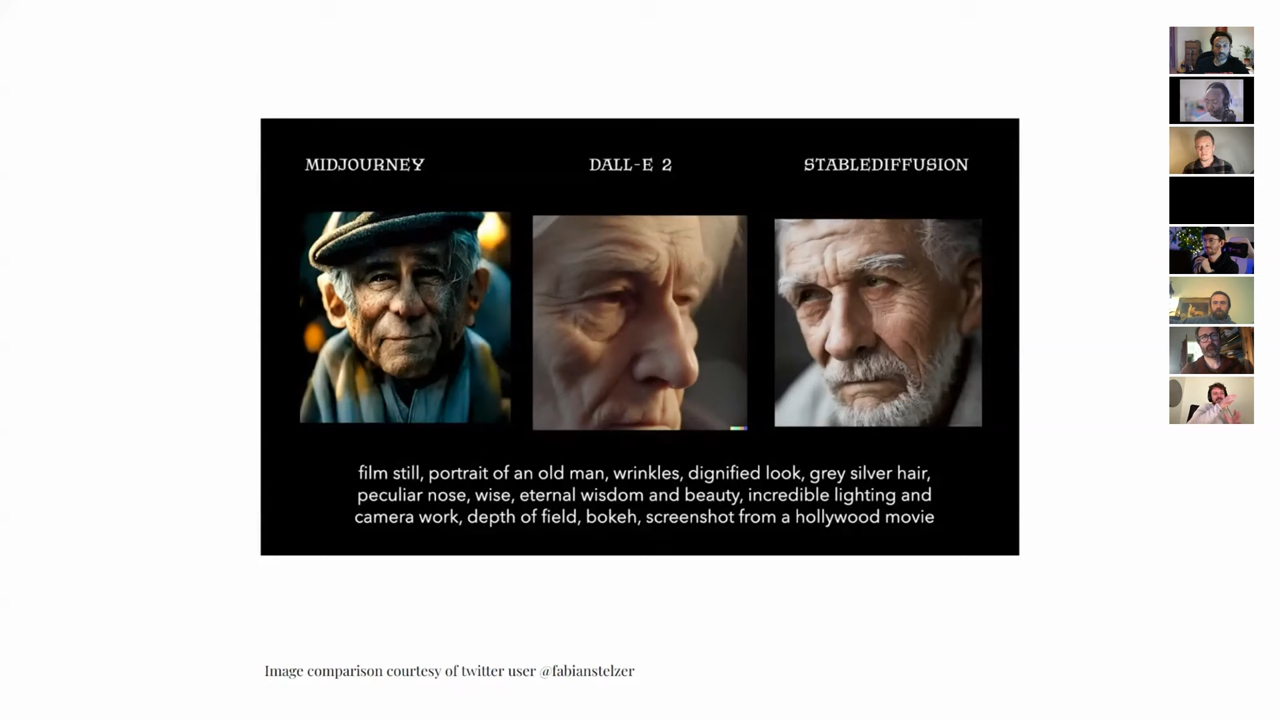 MIDJOURNEY
DALL-E 2
STABLEDIFFUSION
film still, portrait of an old man, wrinkles, dignified look, grey silver hair,
peculiar nose, wise, eternal wisdom and beauty, incredible lighting and
camera work, depth of field, bokeh, screenshot from a hollywood movie
Image comparison courtesy of twitter user @fabianstelzer